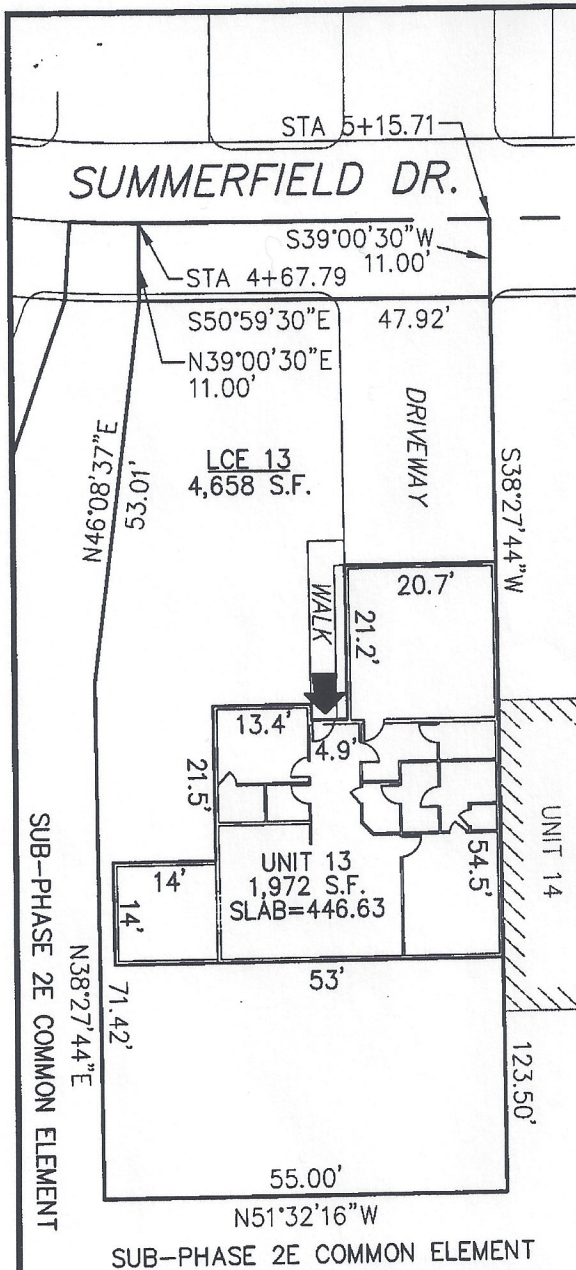 STA 5+15.71
SUMMERFIELD DR.
S39°00'30"W
11.00'
STA 4+67.79
S50°59'30"E
47.92'
N39°00'30"E
11.00'
DRIVEWAY
N46°08'37"E
53.01'
LCE 13
4,658 S.F.
S38°27'44"W
WALK
20.7'
21.2'
13.4'
4.9'
21.5'
UNIT 14
UNIT 13
1,972 S.F.
SLAB=446.63
54.5'
14'
14'
53'
SUB-PHASE 2E COMMON ELEMENT
N38°27'44"E
71.42'
123.50'
55.00'
N51°32'16"W
SUB-PHASE 2E COMMON ELEMENT